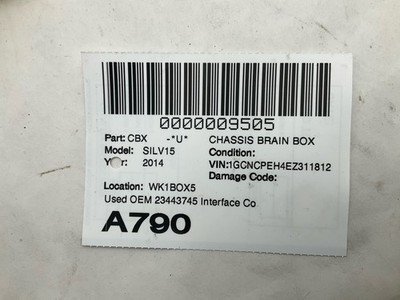 0000009505
Part: CBX -*U* CHASSIS BRAIN BOX
Model: SILV15 Condition:
Year: 2014 VIN:1GCNCPEH4EZ311812
Damage Code:
Location: WK1BOX5
Used OEM 23443745 Interface Co
A790